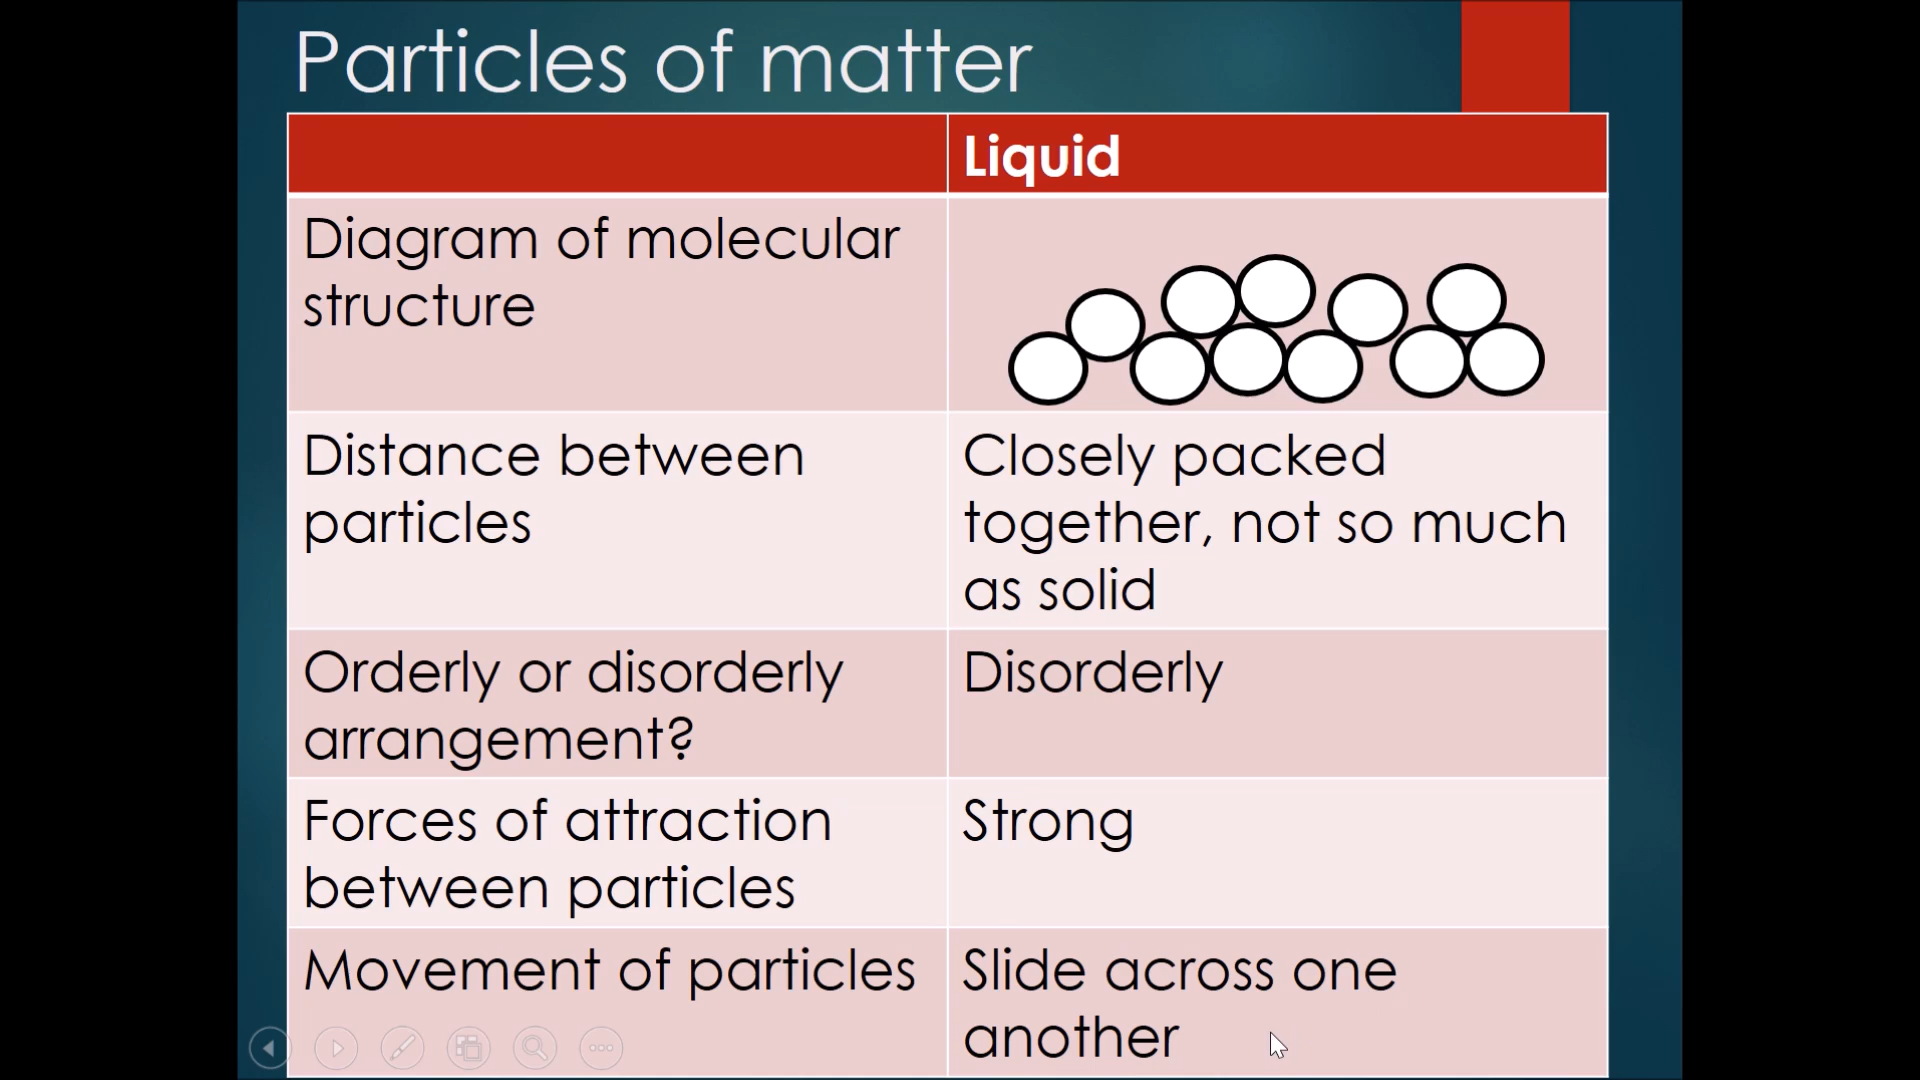 Particles of matter
Liquid
Diagram of molecular
structure
Distance between
particles
Closely packed
together, not so much
as solid
Orderly or disorderly
arrangement?
Disorderly
Forces of attraction
between particles
Strong
Movement of particles
Slide across one
another